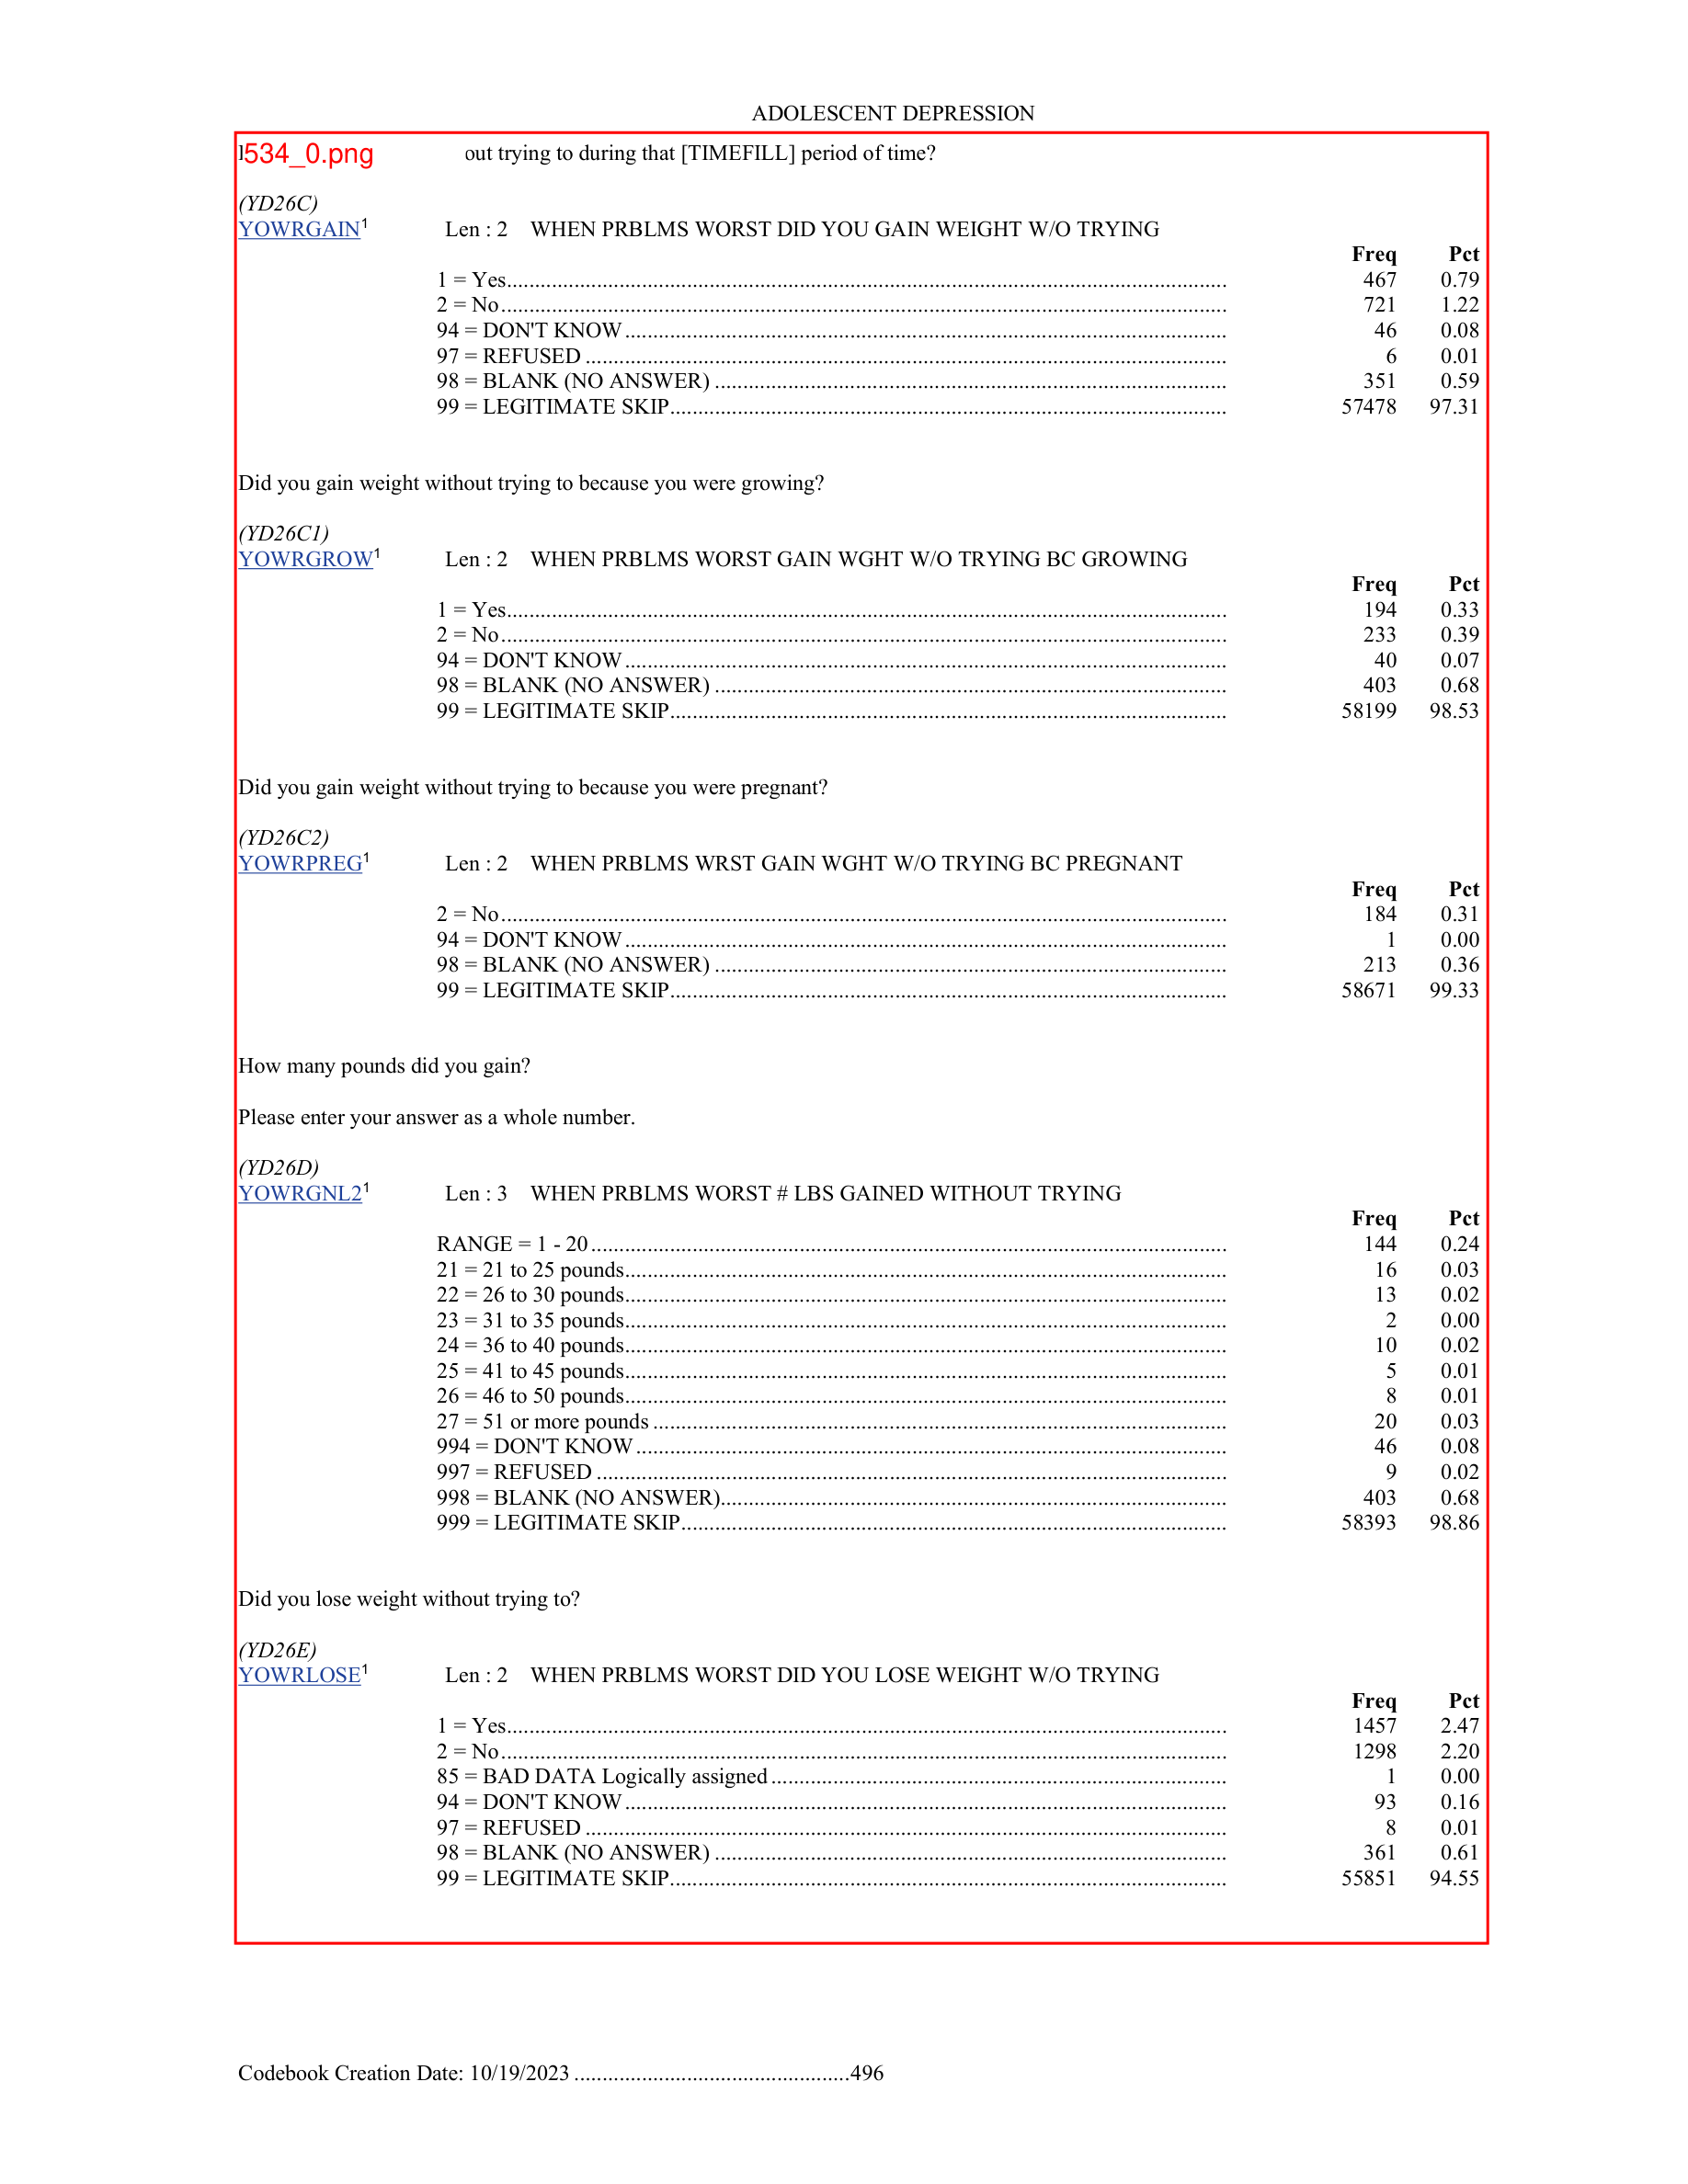 ADOLESCENT DEPRESSION
534_0.png out trying to during that [TIMEFILL] period of time?
(YD26C)
YOWRGAIN1 Len : 2 WHEN PRBLMS WORST DID YOU GAIN WEIGHT W/O TRYING
Freq Pct
1 = Yes 467 0.79
2 = No 721 1.22
94 = DON'T KNOW 46 0.08
97 = REFUSED 6 0.01
98 = BLANK (NO ANSWER) 351 0.59
99 = LEGITIMATE SKIP 57478 97.31
Did you gain weight without trying to because you were growing?
(YD26C1)
YOWRGROW1 Len : 2 WHEN PRBLMS WORST GAIN WGHT W/O TRYING BC GROWING
Freq Pct
1 = Yes 194 0.33
2 = No 233 0.39
94 = DON'T KNOW 40 0.07
98 = BLANK (NO ANSWER) 403 0.68
99 = LEGITIMATE SKIP 58199 98.53
Did you gain weight without trying to because you were pregnant?
(YD26C2)
YOWRPREG1 Len : 2 WHEN PRBLMS WRST GAIN WGHT W/O TRYING BC PREGNANT
Freq Pct
2 = No 184 0.31
94 = DON'T KNOW 1 0.00
98 = BLANK (NO ANSWER) 213 0.36
99 = LEGITIMATE SKIP 58671 99.33
How many pounds did you gain?
Please enter your answer as a whole number.
(YD26D)
YOWRGNL21 Len : 3 WHEN PRBLMS WORST # LBS GAINED WITHOUT TRYING
Freq Pct
RANGE = 1 - 20 144 0.24
21 = 21 to 25 pounds 16 0.03
22 = 26 to 30 pounds 13 0.02
23 = 31 to 35 pounds 2 0.00
24 = 36 to 40 pounds 10 0.02
25 = 41 to 45 pounds 5 0.01
26 = 46 to 50 pounds 8 0.01
27 = 51 or more pounds 20 0.03
994 = DON'T KNOW 46 0.08
997 = REFUSED 9 0.02
998 = BLANK (NO ANSWER) 403 0.68
999 = LEGITIMATE SKIP 58393 98.86
Did you lose weight without trying to?
(YD26E)
YOWRLOSE1 Len : 2 WHEN PRBLMS WORST DID YOU LOSE WEIGHT W/O TRYING
Freq Pct
1 = Yes 1457 2.47
2 = No 1298 2.20
85 = BAD DATA Logically assigned 1 0.00
94 = DON'T KNOW 93 0.16
97 = REFUSED 8 0.01
98 = BLANK (NO ANSWER) 361 0.61
99 = LEGITIMATE SKIP 55851 94.55
Codebook Creation Date: 10/19/2023 .................................................496